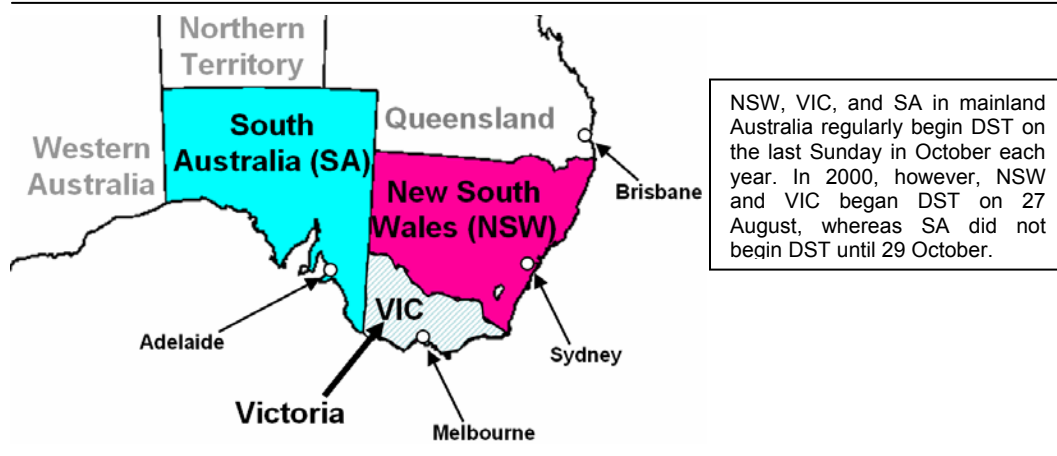 Northern
Territory
South
Australia (SA)
Queensland
Western
Australia
New South
Wales (NSW)
Brisbane
VIC
Adelaide
Sydney
Victoria
Melbourne
NSW, VIC, and SA in mainland
Australia regularly begin DST on
the last Sunday in October each
year. In 2000, however, NSW
and VIC began DST on 27
August, whereas SA did not
begin DST until 29 October.